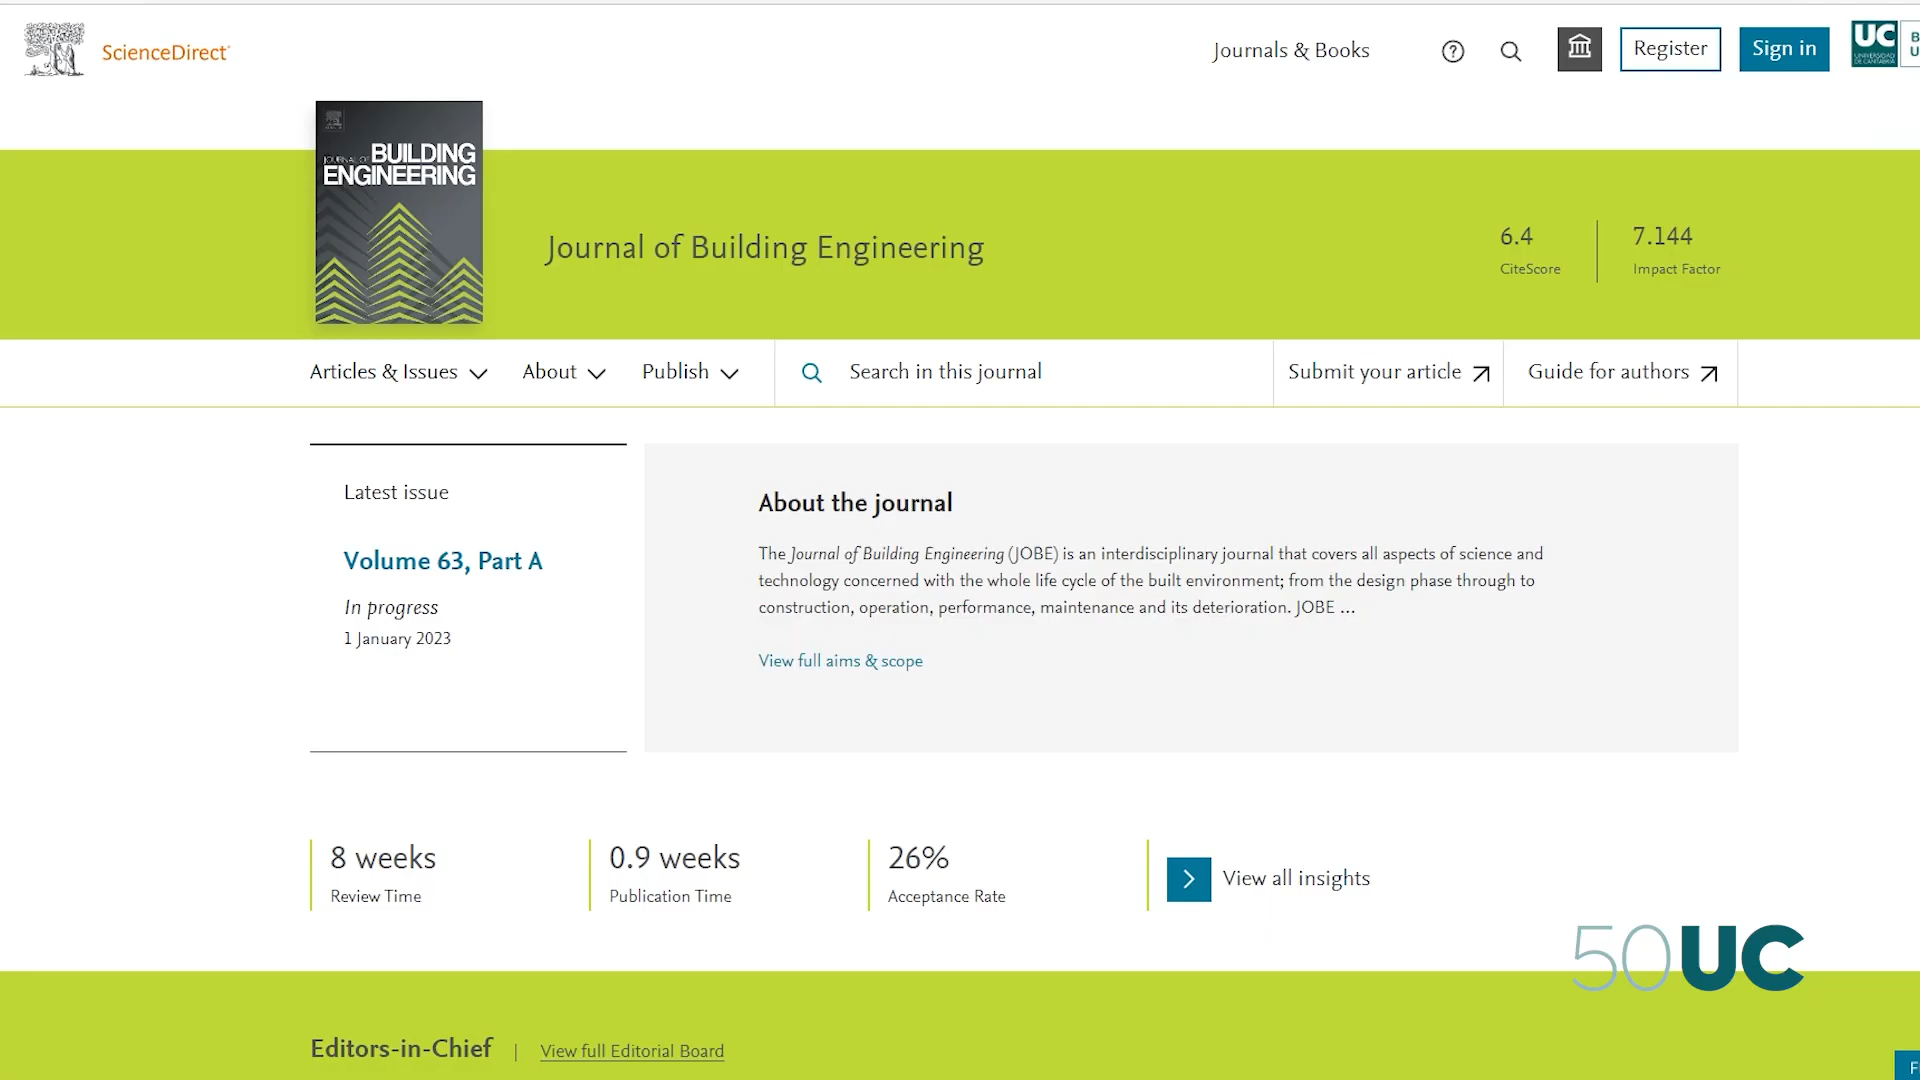 ScienceDirect
Journals & Books
Register
Sign in
UC
UNIVERSIDAD
DE CANTABRIA
JOURNAL OF BUILDING
ENGINEERING
Journal of Building Engineering
6.4
CiteScore
7.144
Impact Factor
Articles & Issues
About
Publish
Search in this journal
Submit your article
Guide for authors
Latest issue
Volume 63, Part A
In progress
1 January 2023
About the journal
The Journal of Building Engineering (JOBE) is an interdisciplinary journal that covers all aspects of science and
technology concerned with the whole life cycle of the built environment; from the design phase through to
construction, operation, performance, maintenance and its deterioration. JOBE ...
View full aims & scope
8 weeks
Review Time
0.9 weeks
Publication Time
26%
Acceptance Rate
View all insights
50UC
Editors-in-Chief | View full Editorial Board